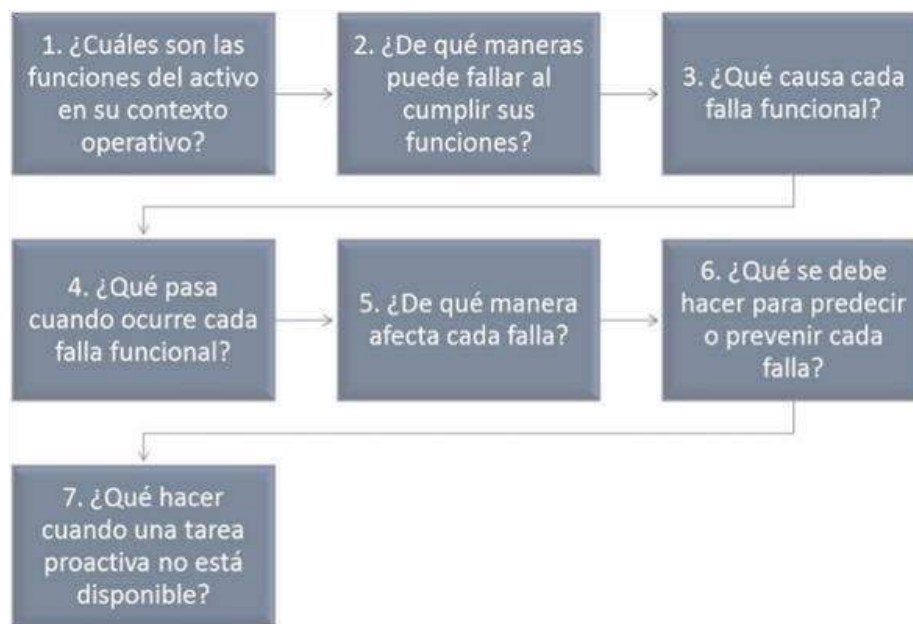 1. ¿Cuáles son las
funciones del activo
en su contexto
operativo?
2. ¿De qué maneras
puede fallar al
cumplir sus
funciones?
3. ¿Qué causa cada
falla funcional?
4. ¿Qué pasa
cuando ocurre cada
falla funcional?
5. ¿De qué manera
afecta cada falla?
6. ¿Qué se debe
hacer para predecir
o prevenir cada
falla?
7. ¿Qué hacer
cuando una tarea
proactiva no está
disponible?